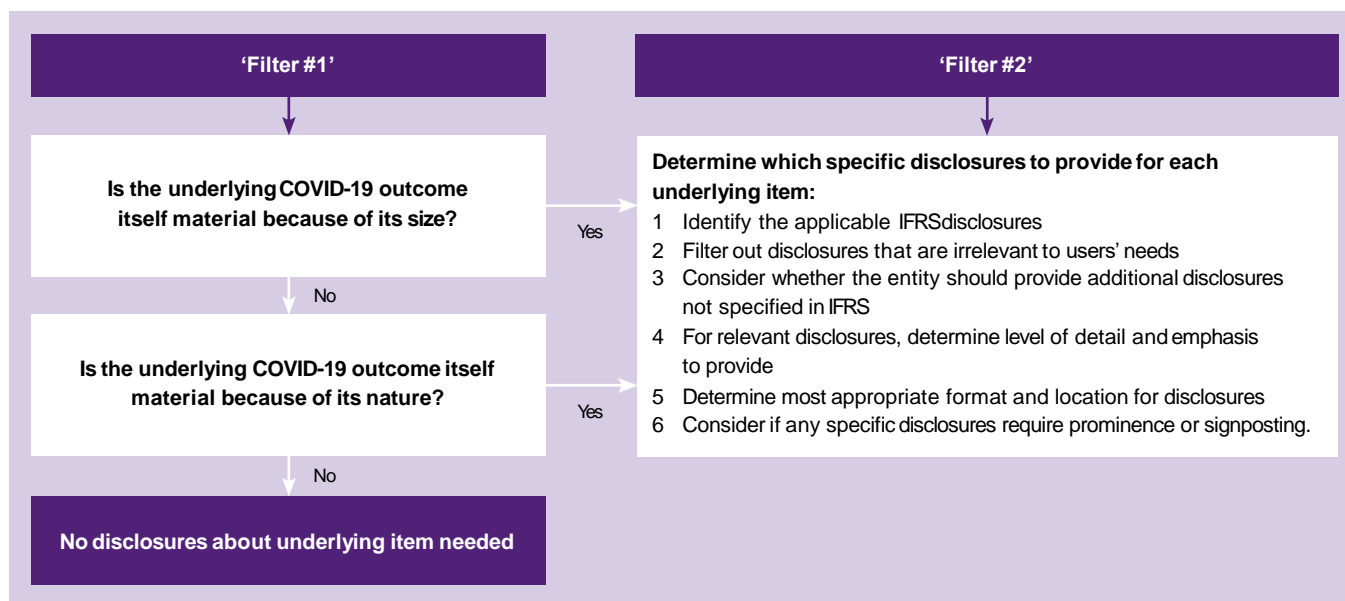 ‘Filter #1’
Is the underlying COVID-19 outcome
itself material because of its size?
Yes
No
Is the underlying COVID-19 outcome itself
material because of its nature?
Yes
No
No disclosures about underlying item needed
‘Filter #2’
Determine which specific disclosures to provide for each
underlying item:
1 Identify the applicable IFRS disclosures
2 Filter out disclosures that are irrelevant to users’ needs
3 Consider whether the entity should provide additional disclosures
not specified in IFRS
4 For relevant disclosures, determine level of detail and emphasis
to provide
5 Determine most appropriate format and location for disclosures
6 Consider if any specific disclosures require prominence or signposting.